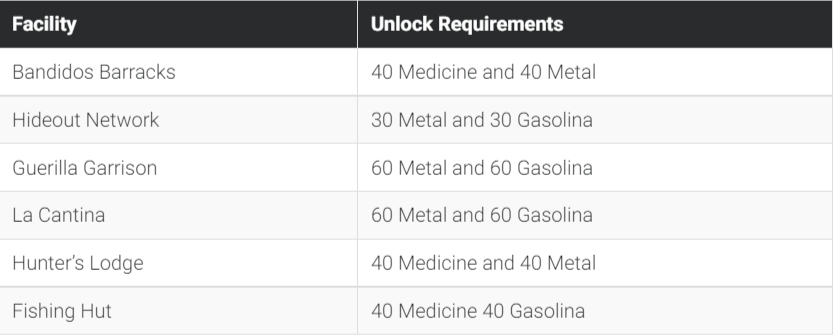 Facility Unlock Requirements
Bandidos Barracks 40 Medicine and 40 Metal
Hideout Network 30 Metal and 30 Gasolina
Guerilla Garrison 60 Metal and 60 Gasolina
La Cantina 60 Metal and 60 Gasolina
Hunter’s Lodge 40 Medicine and 40 Metal
Fishing Hut 40 Medicine 40 Gasolina